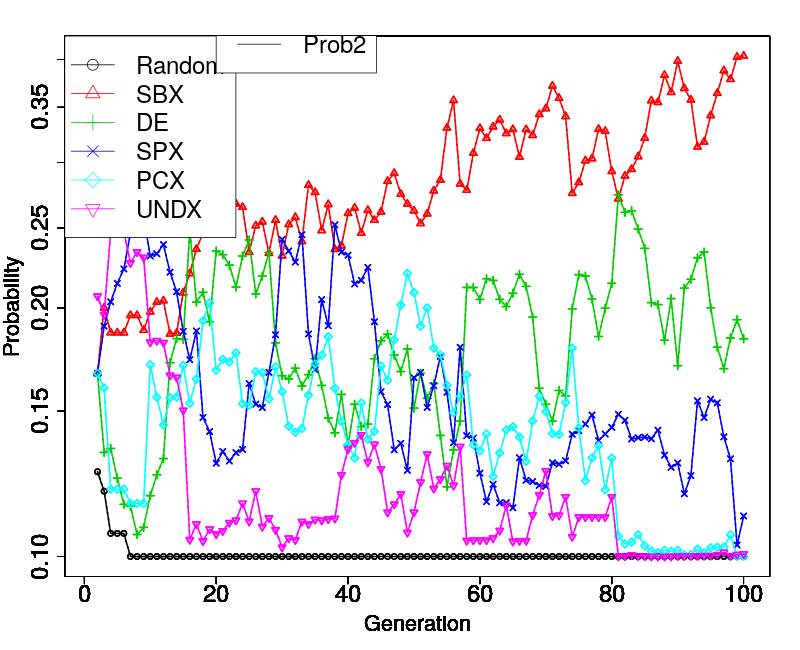 Prob2
Random
SBX
DE
SPX
PCX
UNDX
0.35
0.25
0.20
0.15
0.10
Probability
0 20 40 60 80 100
Generation